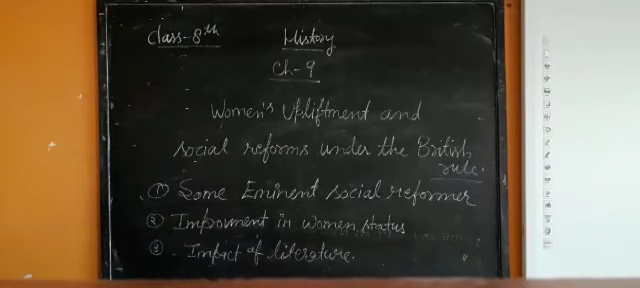 Class-8th
History
Ch-9
Women's Upliftment and
social reforms under the British
rule.
① Some Eminent social reformer
② Improument in women status
③ Impact of literature.